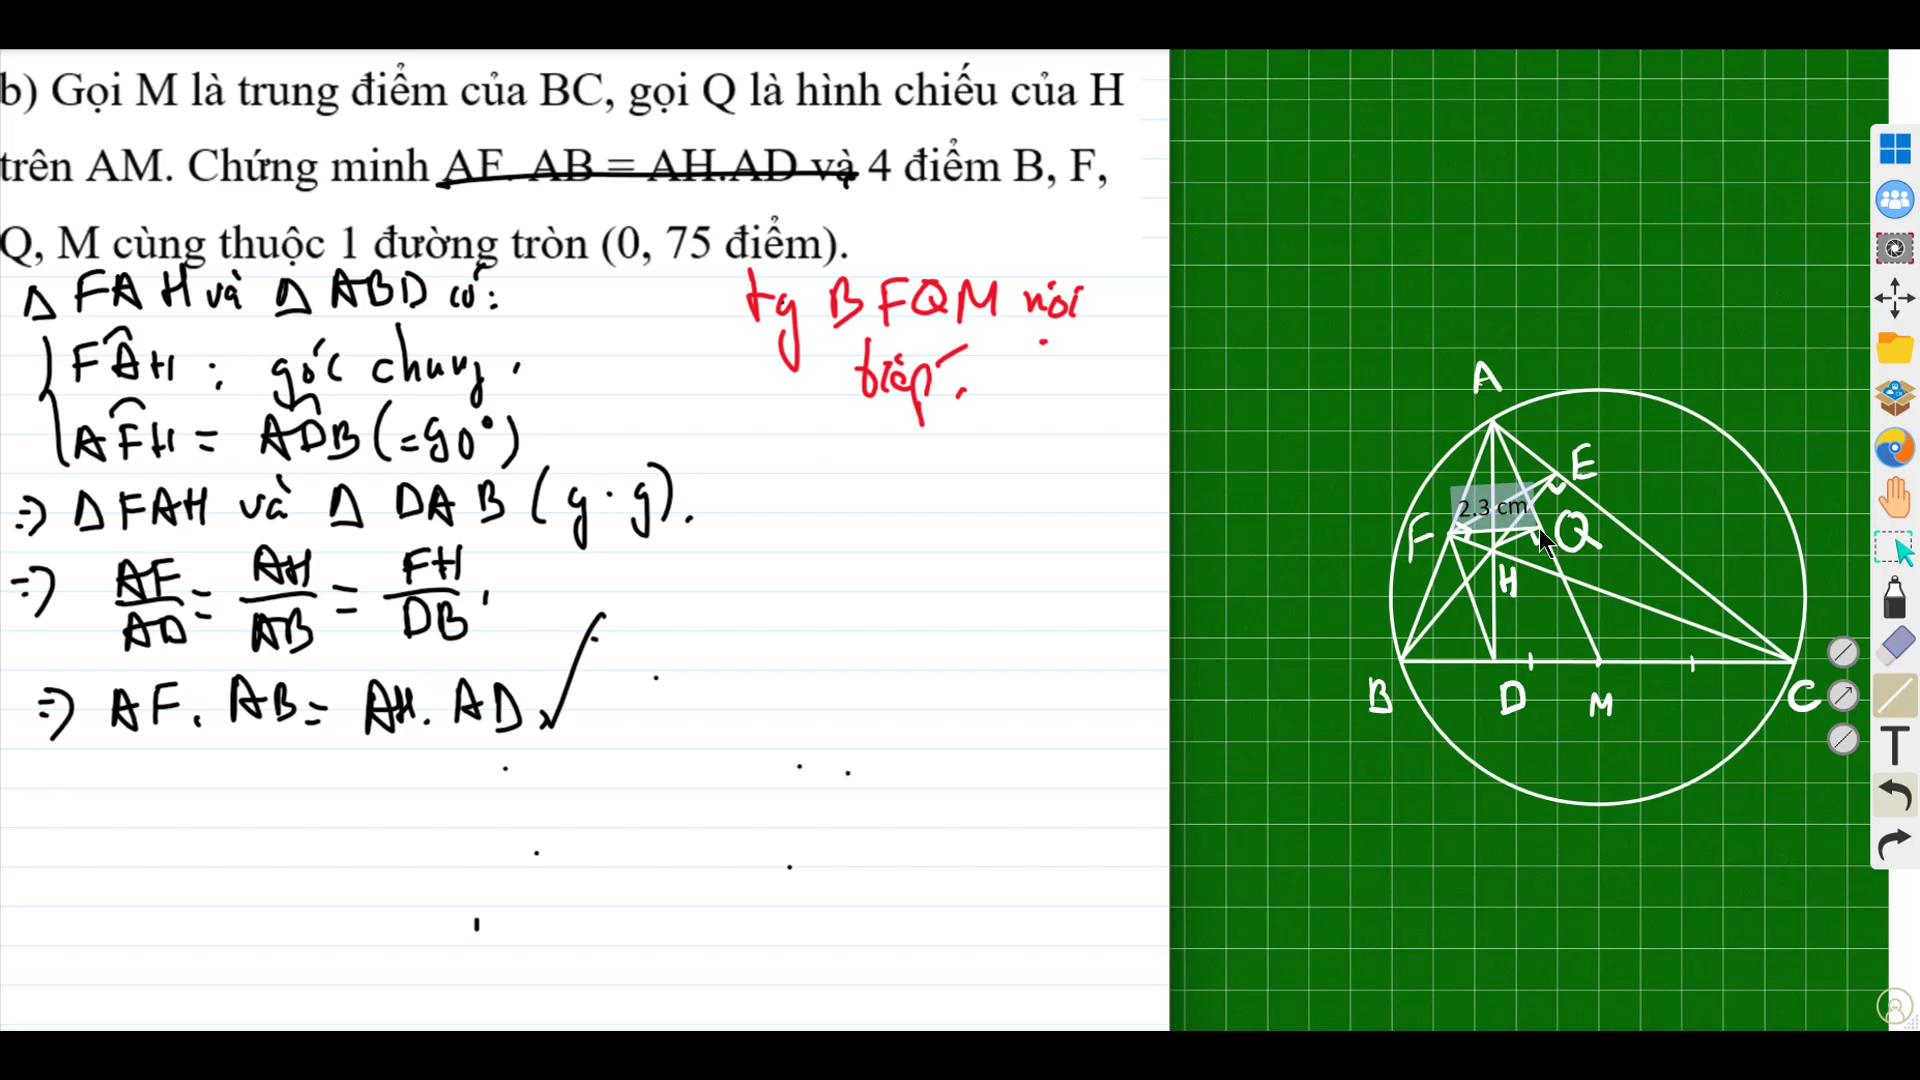 b) Gọi M là trung điểm của BC, gọi Q là hình chiếu của H
trên AM. Chứng minh AF. AB = AH.AD và 4 điểm B, F,
Q, M cùng thuộc 1 đường tròn (0, 75 điểm).
Δ FAH và Δ ABD có:
FAH : góc chung.
AFH = ADB (=90°)
=> Δ FAH và Δ DAB (g.g).
=> AF/AD = AH/AB = FH/DB.
=> AF. AB = AH. AD
tg BFQM nội
tiếp.
A
E
2.3 cm
F
Q
H
B
D
M
C
T